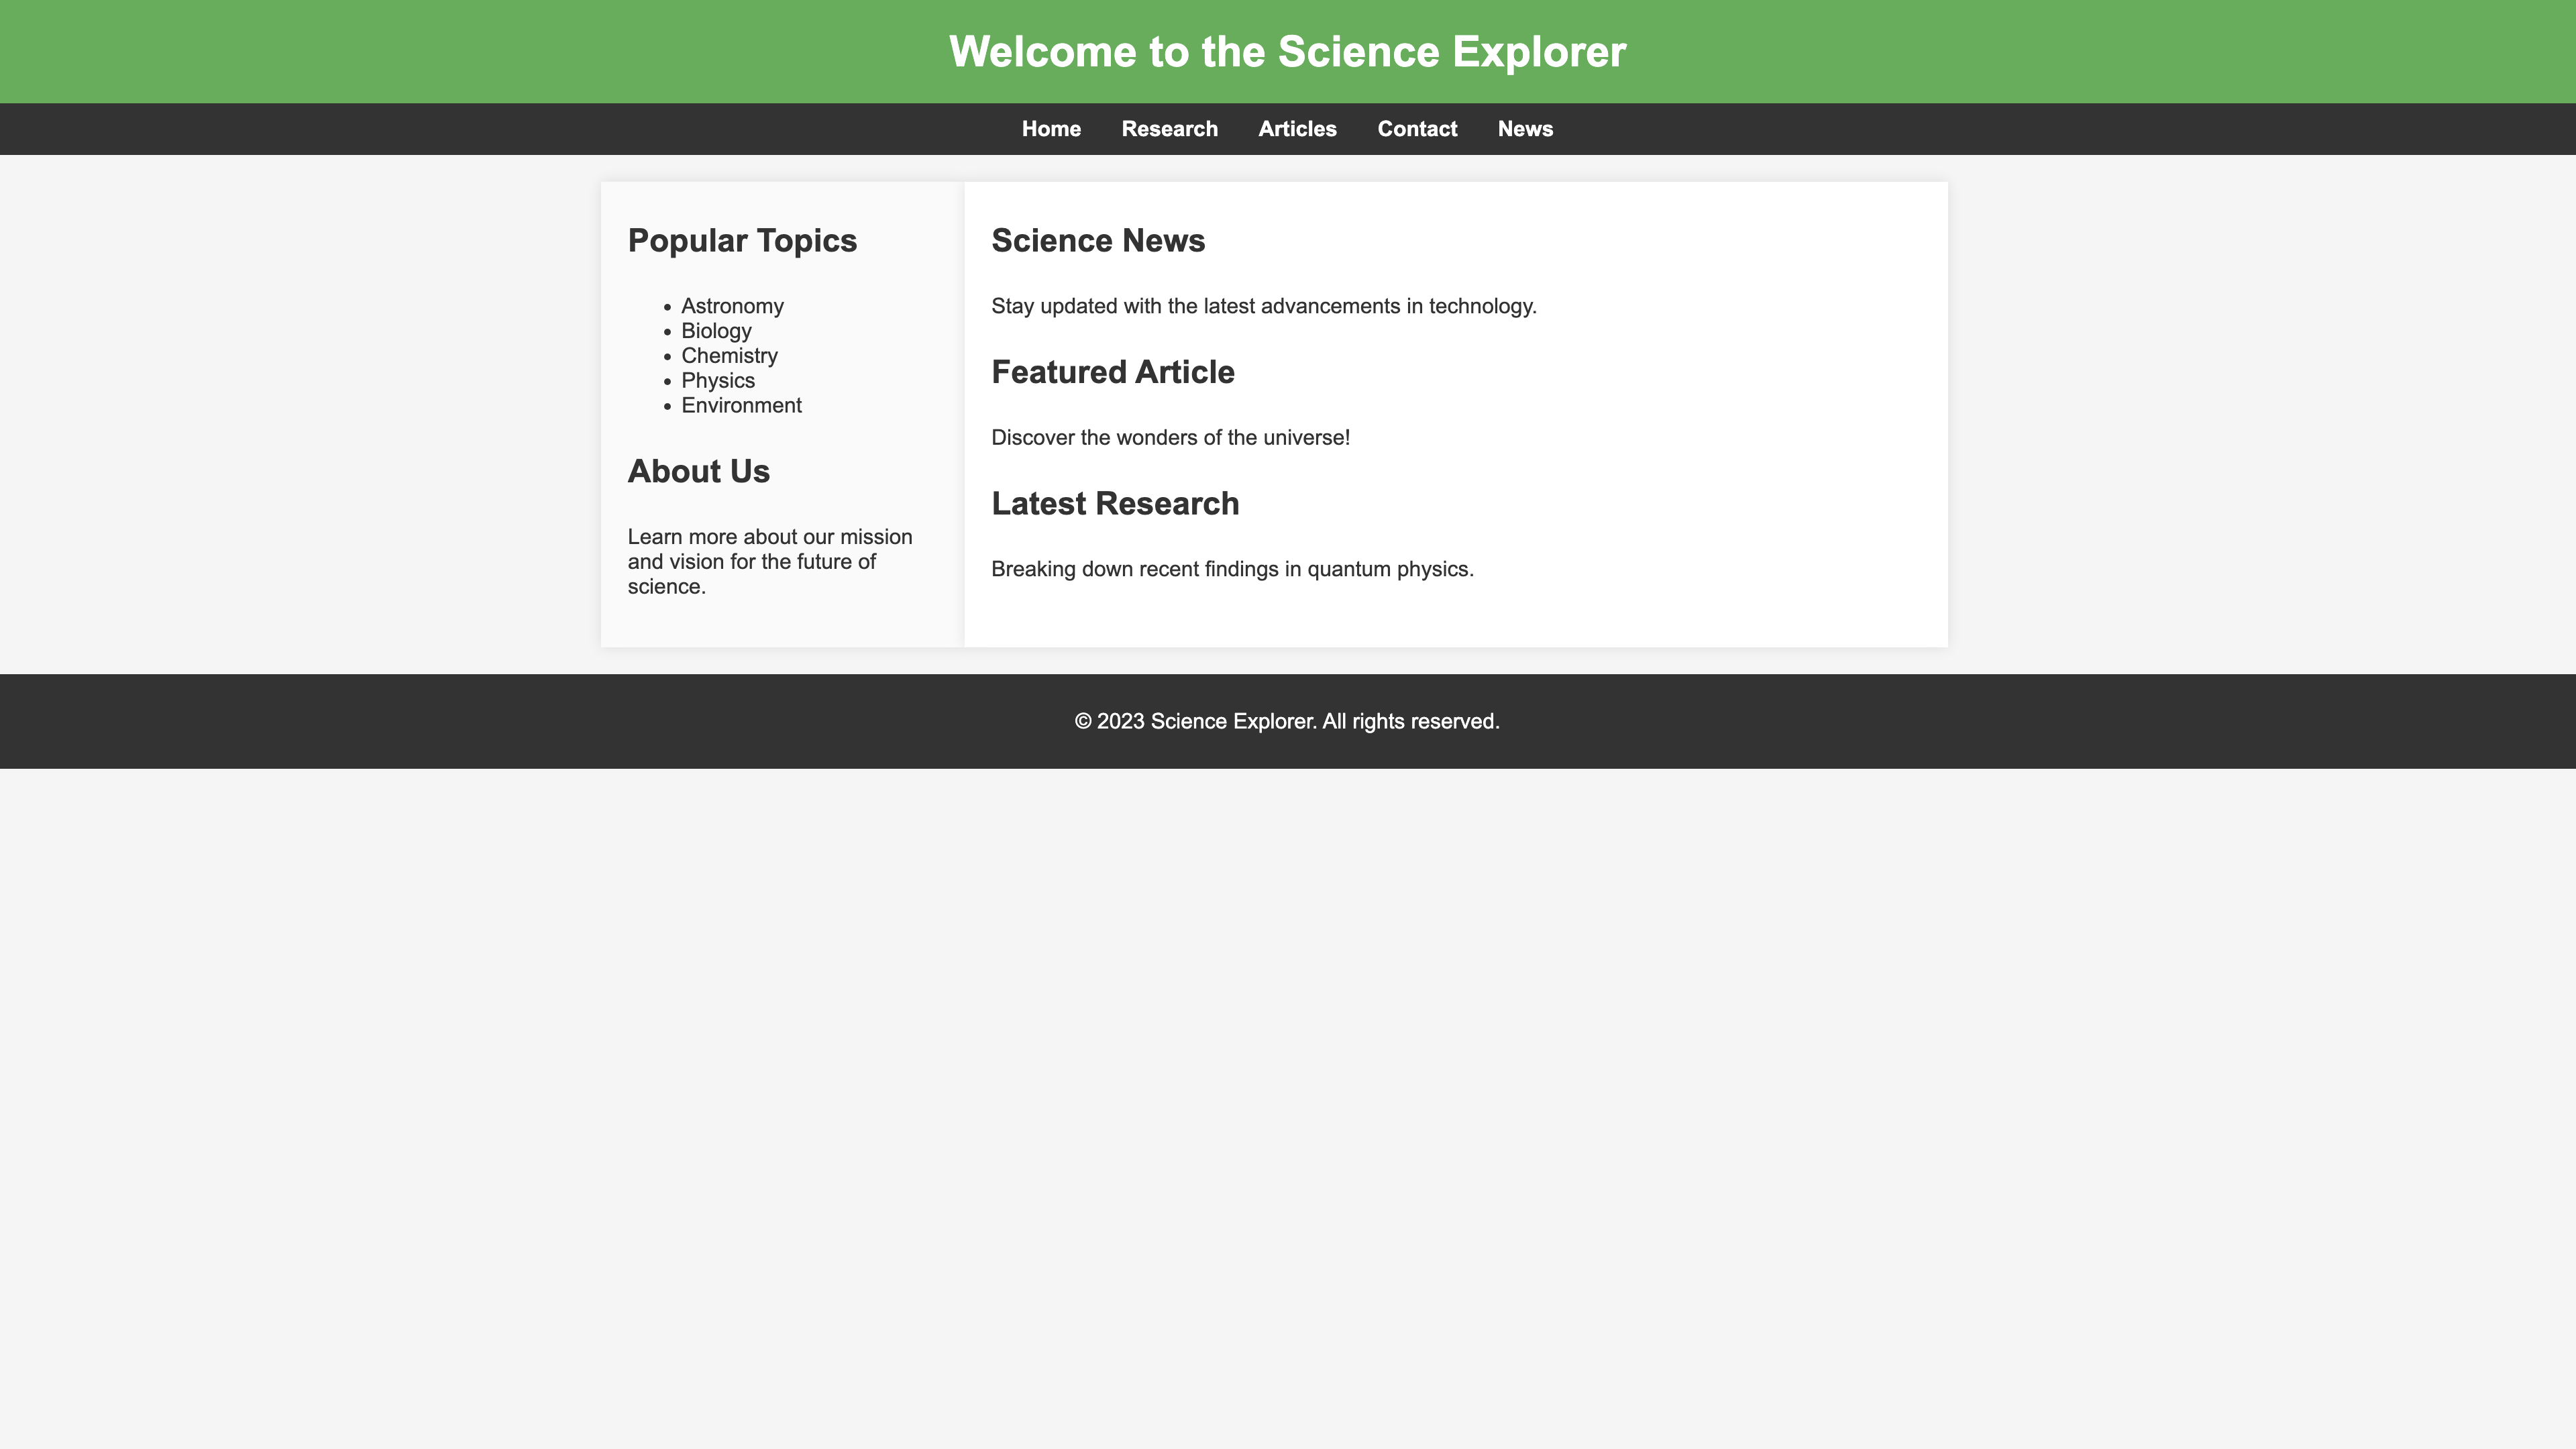 Welcome to the Science Explorer
Home Research Articles Contact News
Popular Topics
• Astronomy
• Biology
• Chemistry
• Physics
• Environment
About Us
Learn more about our mission
and vision for the future of
science.
Science News
Stay updated with the latest advancements in technology.
Featured Article
Discover the wonders of the universe!
Latest Research
Breaking down recent findings in quantum physics.
© 2023 Science Explorer. All rights reserved.